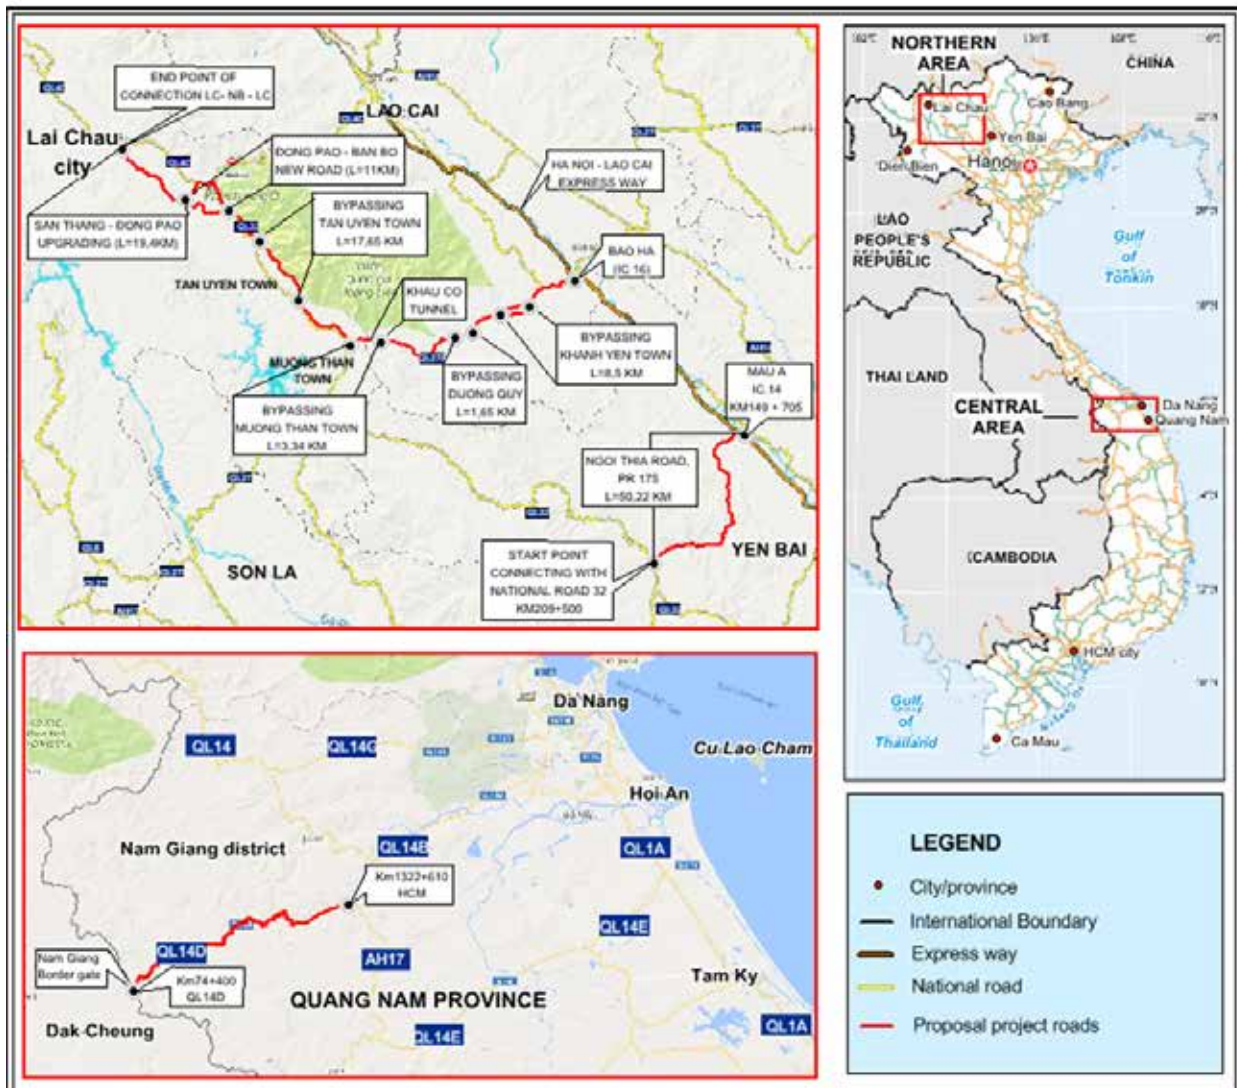 END POINT OF
CONNECTION LC- NB - LC
Lai Chau
city
LAO CAI
ĐONG PAO - BAN BO
NEW ROAD (L=11KM)
HA NOI - LAO CAI
EXPRESS WAY
SAN THANG - ĐONG PAO
UPGRADING (L=19,4KM)
BYPASSING
TAN UYEN TOWN
L=17,65 KM
BAO HA
(IC 16)
TAN UYEN TOWN
KHAU CO
TUNNEL
MUONG THAN
TOWN
BYPASSING
MUONG THAN TOWN
L=3,34 KM
BYPASSING
DUONG QUY
L=1,65 KM
BYPASSING
KHANH YEN TOWN
L=8,5 KM
MAU A
IC.14
KM149 + 705
NGOI THIA ROAD,
PR 175
L=50,22 KM
START POINT
CONNECTING WITH
NATIONAL ROAD 32
KM209+500
SON LA
YEN BAI
NORTHERN
AREA
CHINA
Lai Chau
Cao Bang
Yen Bai
Dien Bien
Hanoi
LAO
PEOPLE'S
REPUBLIC
Gulf
of
Tonkin
THAI LAND
CENTRAL
AREA
Da Nang
Quang Nam
CAMBODIA
HCM city
Gulf
of
Thailand
Ca Mau
Da Nang
QL14
QL14G
Cu Lao Cham
Hoi An
Nam Giang district
QL14B
QL1A
Km1322+610
HCM
QL14E
QL14D
AH17
Nam Giang
Border gate
Km74+400
QL14D
Tam Ky
QUANG NAM PROVINCE
Dak Cheung
QL14E
QL1A
LEGEND
City/province
International Boundary
Express way
National road
Proposal project roads